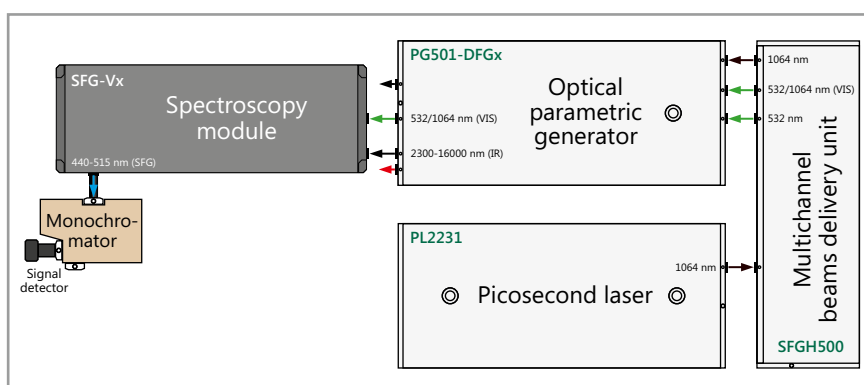 SFG-Vx
Spectroscopy
module
440-515 nm (SFG)
Monochro-
mator
Signal
detector
PG501-DFGx
Optical
parametric
generator
532/1064 nm (VIS)
2300-16000 nm (IR)
PL2231
1064 nm
Picosecond laser
1064 nm
532/1064 nm (VIS)
532 nm
Multichannel
beams delivery unit
SFGH500